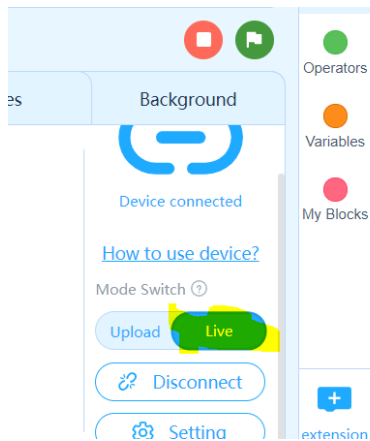 Operators
es
Background
Variables
Device connected
My Blocks
How to use device?
Mode Switch ?
Upload
Live
Disconnect
Setting
extension